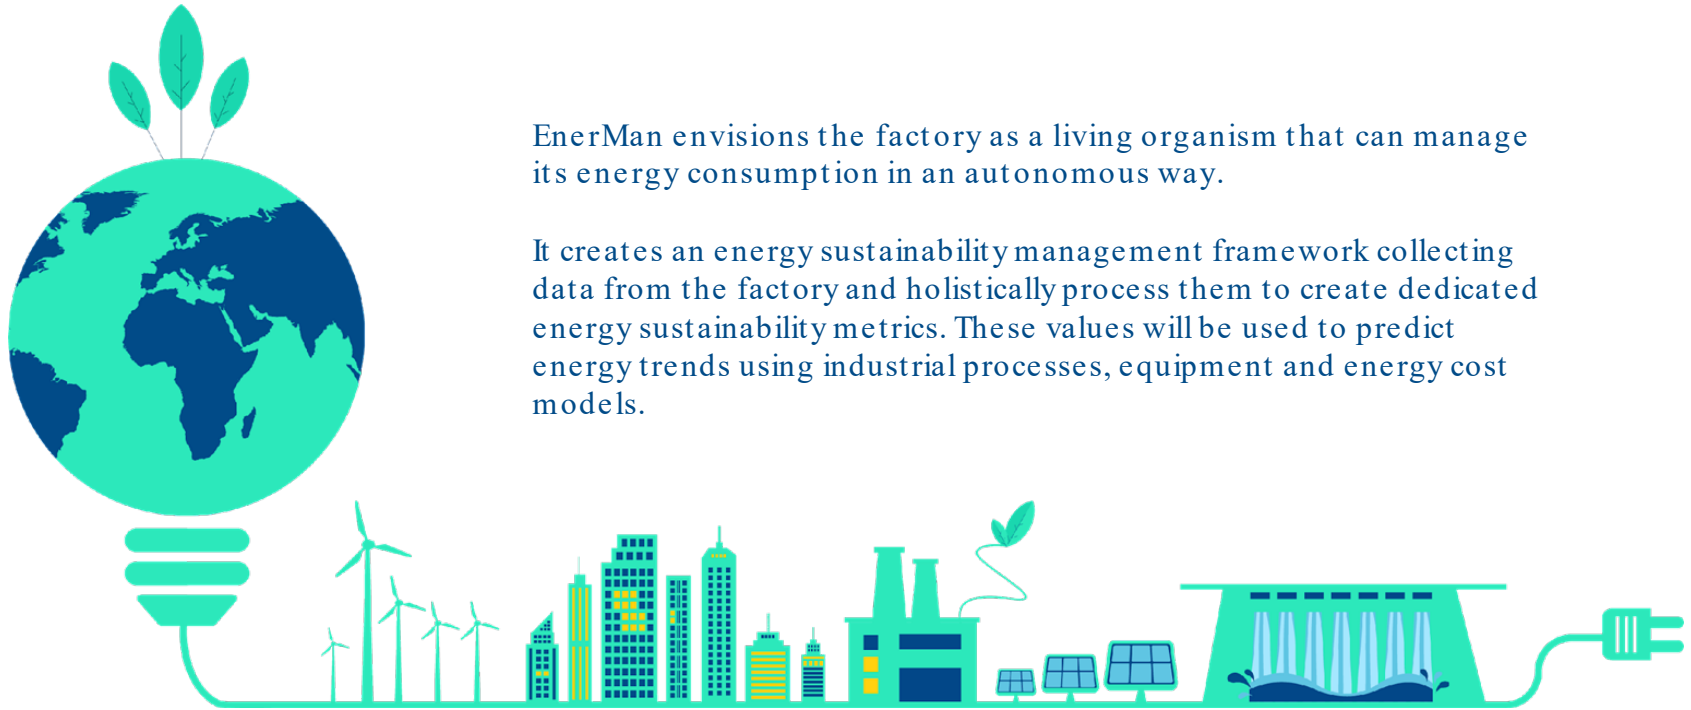 EnerMan envisions the factory as a living organism that can manage
its energy consumption in an autonomous way.
It creates an energy sustainability management framework collecting
data from the factory and holistically process them to create dedicated
energy sustainability metrics. These values will be used to predict
energy trends using industrial processes, equipment and energy cost
models.